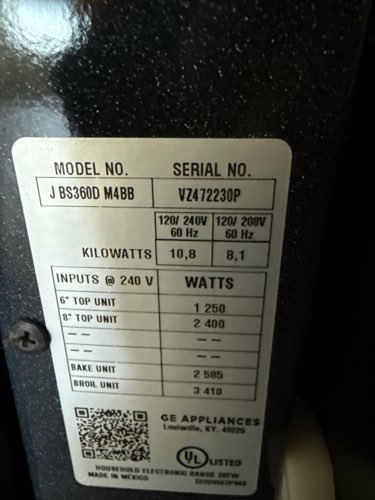 MODEL NO. SERIAL NO.
J BS360D M4BB VZ472230P
120/ 240V 120/ 208V
60 Hz 60 Hz
KILOWATTS 10,8 8,1
INPUTS @ 240 V WATTS
6" TOP UNIT 1 250
8" TOP UNIT 2 400
-- --
-- --
BAKE UNIT 2 585
BROIL UNIT 3 410
GE APPLIANCES
Louisville, KY. 40225
UL LISTED
HOUSEHOLD ELECTRONIC RANGE 287W
MADE IN MEXICO